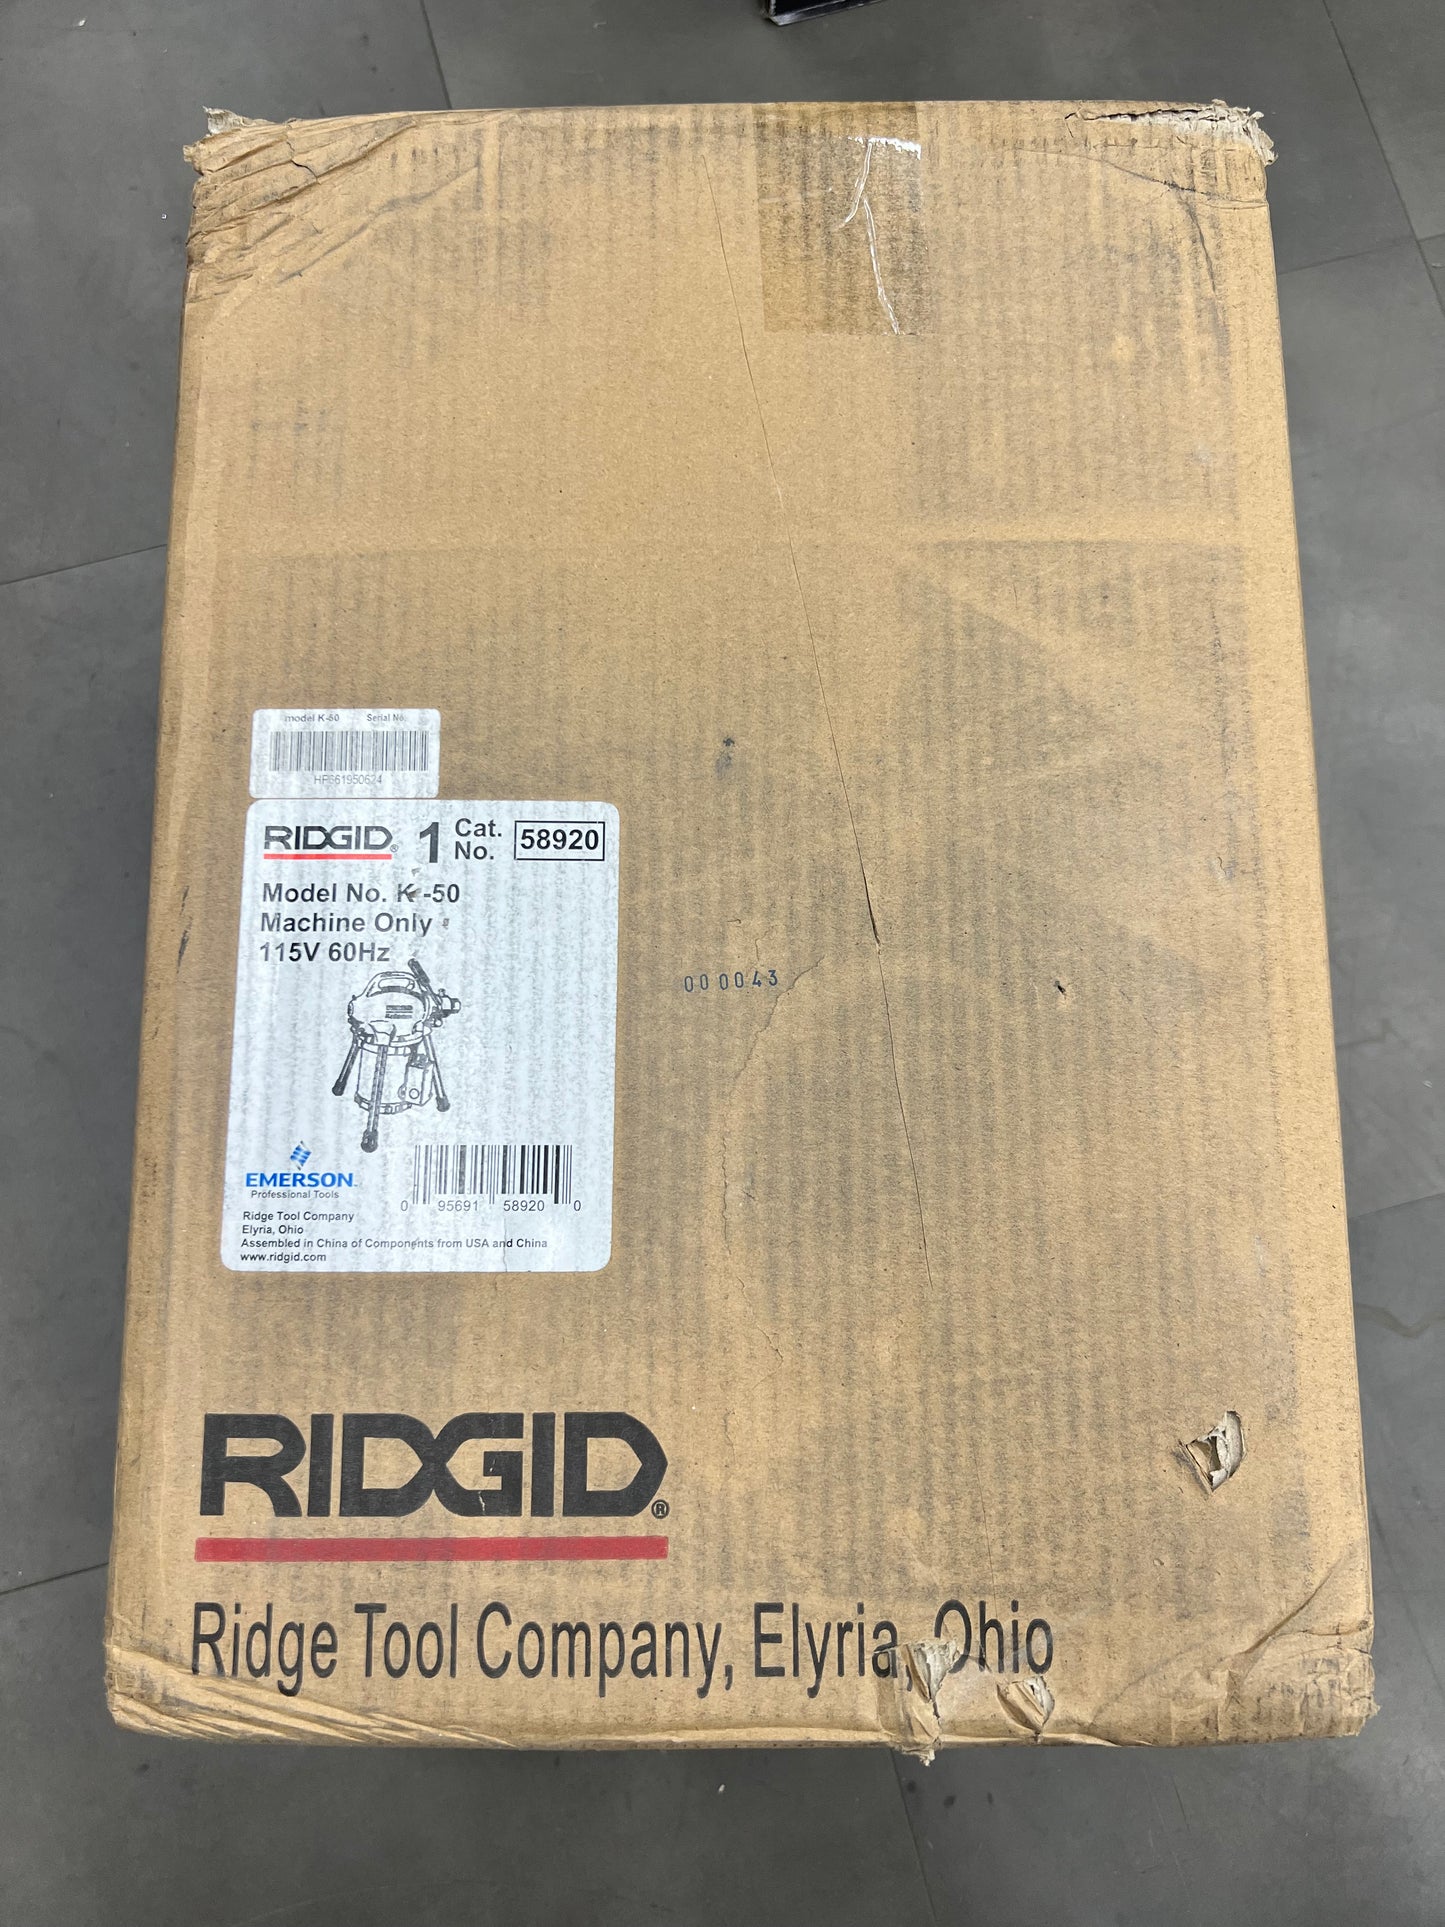 model K-50 Serial No.
HF661950624
RIDGID® 1 Cat. No. 58920
Model No. K -50
Machine Only
115V 60Hz
EMERSON™
Professional Tools
0 95691 58920 0
Ridge Tool Company
Elyria, Ohio
Assembled in China of Components from USA and China
www.ridgid.com
000043
RIDGID®
Ridge Tool Company, Elyria, Ohio